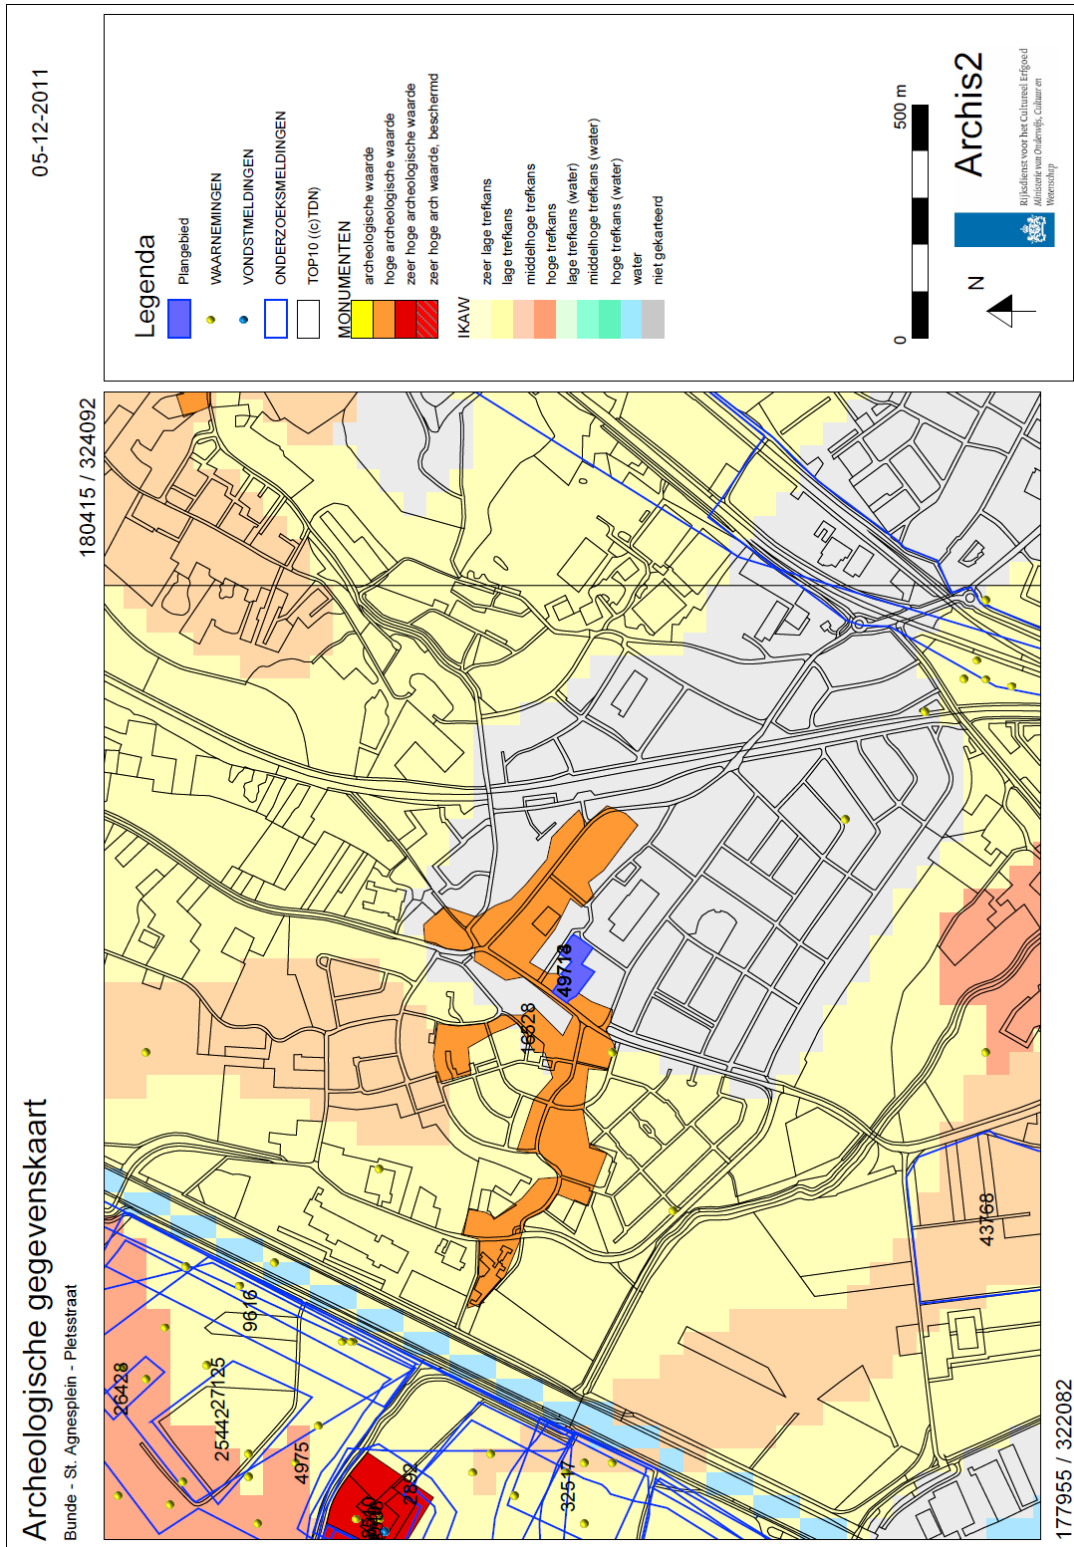 Archeologische gegevenskaart
05-12-2011
Bunde - St. Agnesplein - Pletsstraat
180415 / 324092
Legenda
Plangebied
WAARNEMINGEN
VONDSTMELDINGEN
ONDERZOEKSMELDINGEN
TOP10 ((c)TDN)
MONUMENTEN
archeologische waarde
hoge archeologische waarde
zeer hoge archeologische waarde
zeer hoge arch waarde, beschermd
IKAW
zeer lage trefkans
lage trefkans
middelhoge trefkans
hoge trefkans
lage trefkans (water)
middelhoge trefkans (water)
hoge trefkans (water)
water
niet gekarteerd
0
500 m
N
Archis2
Rijksdienst voor het Cultureel Erfgoed
Ministerie van Onderwijs, Cultuur en
Wetenschap
26428
27125
25442
9616
4975
2892
32517
16528
43768
177955 / 322082